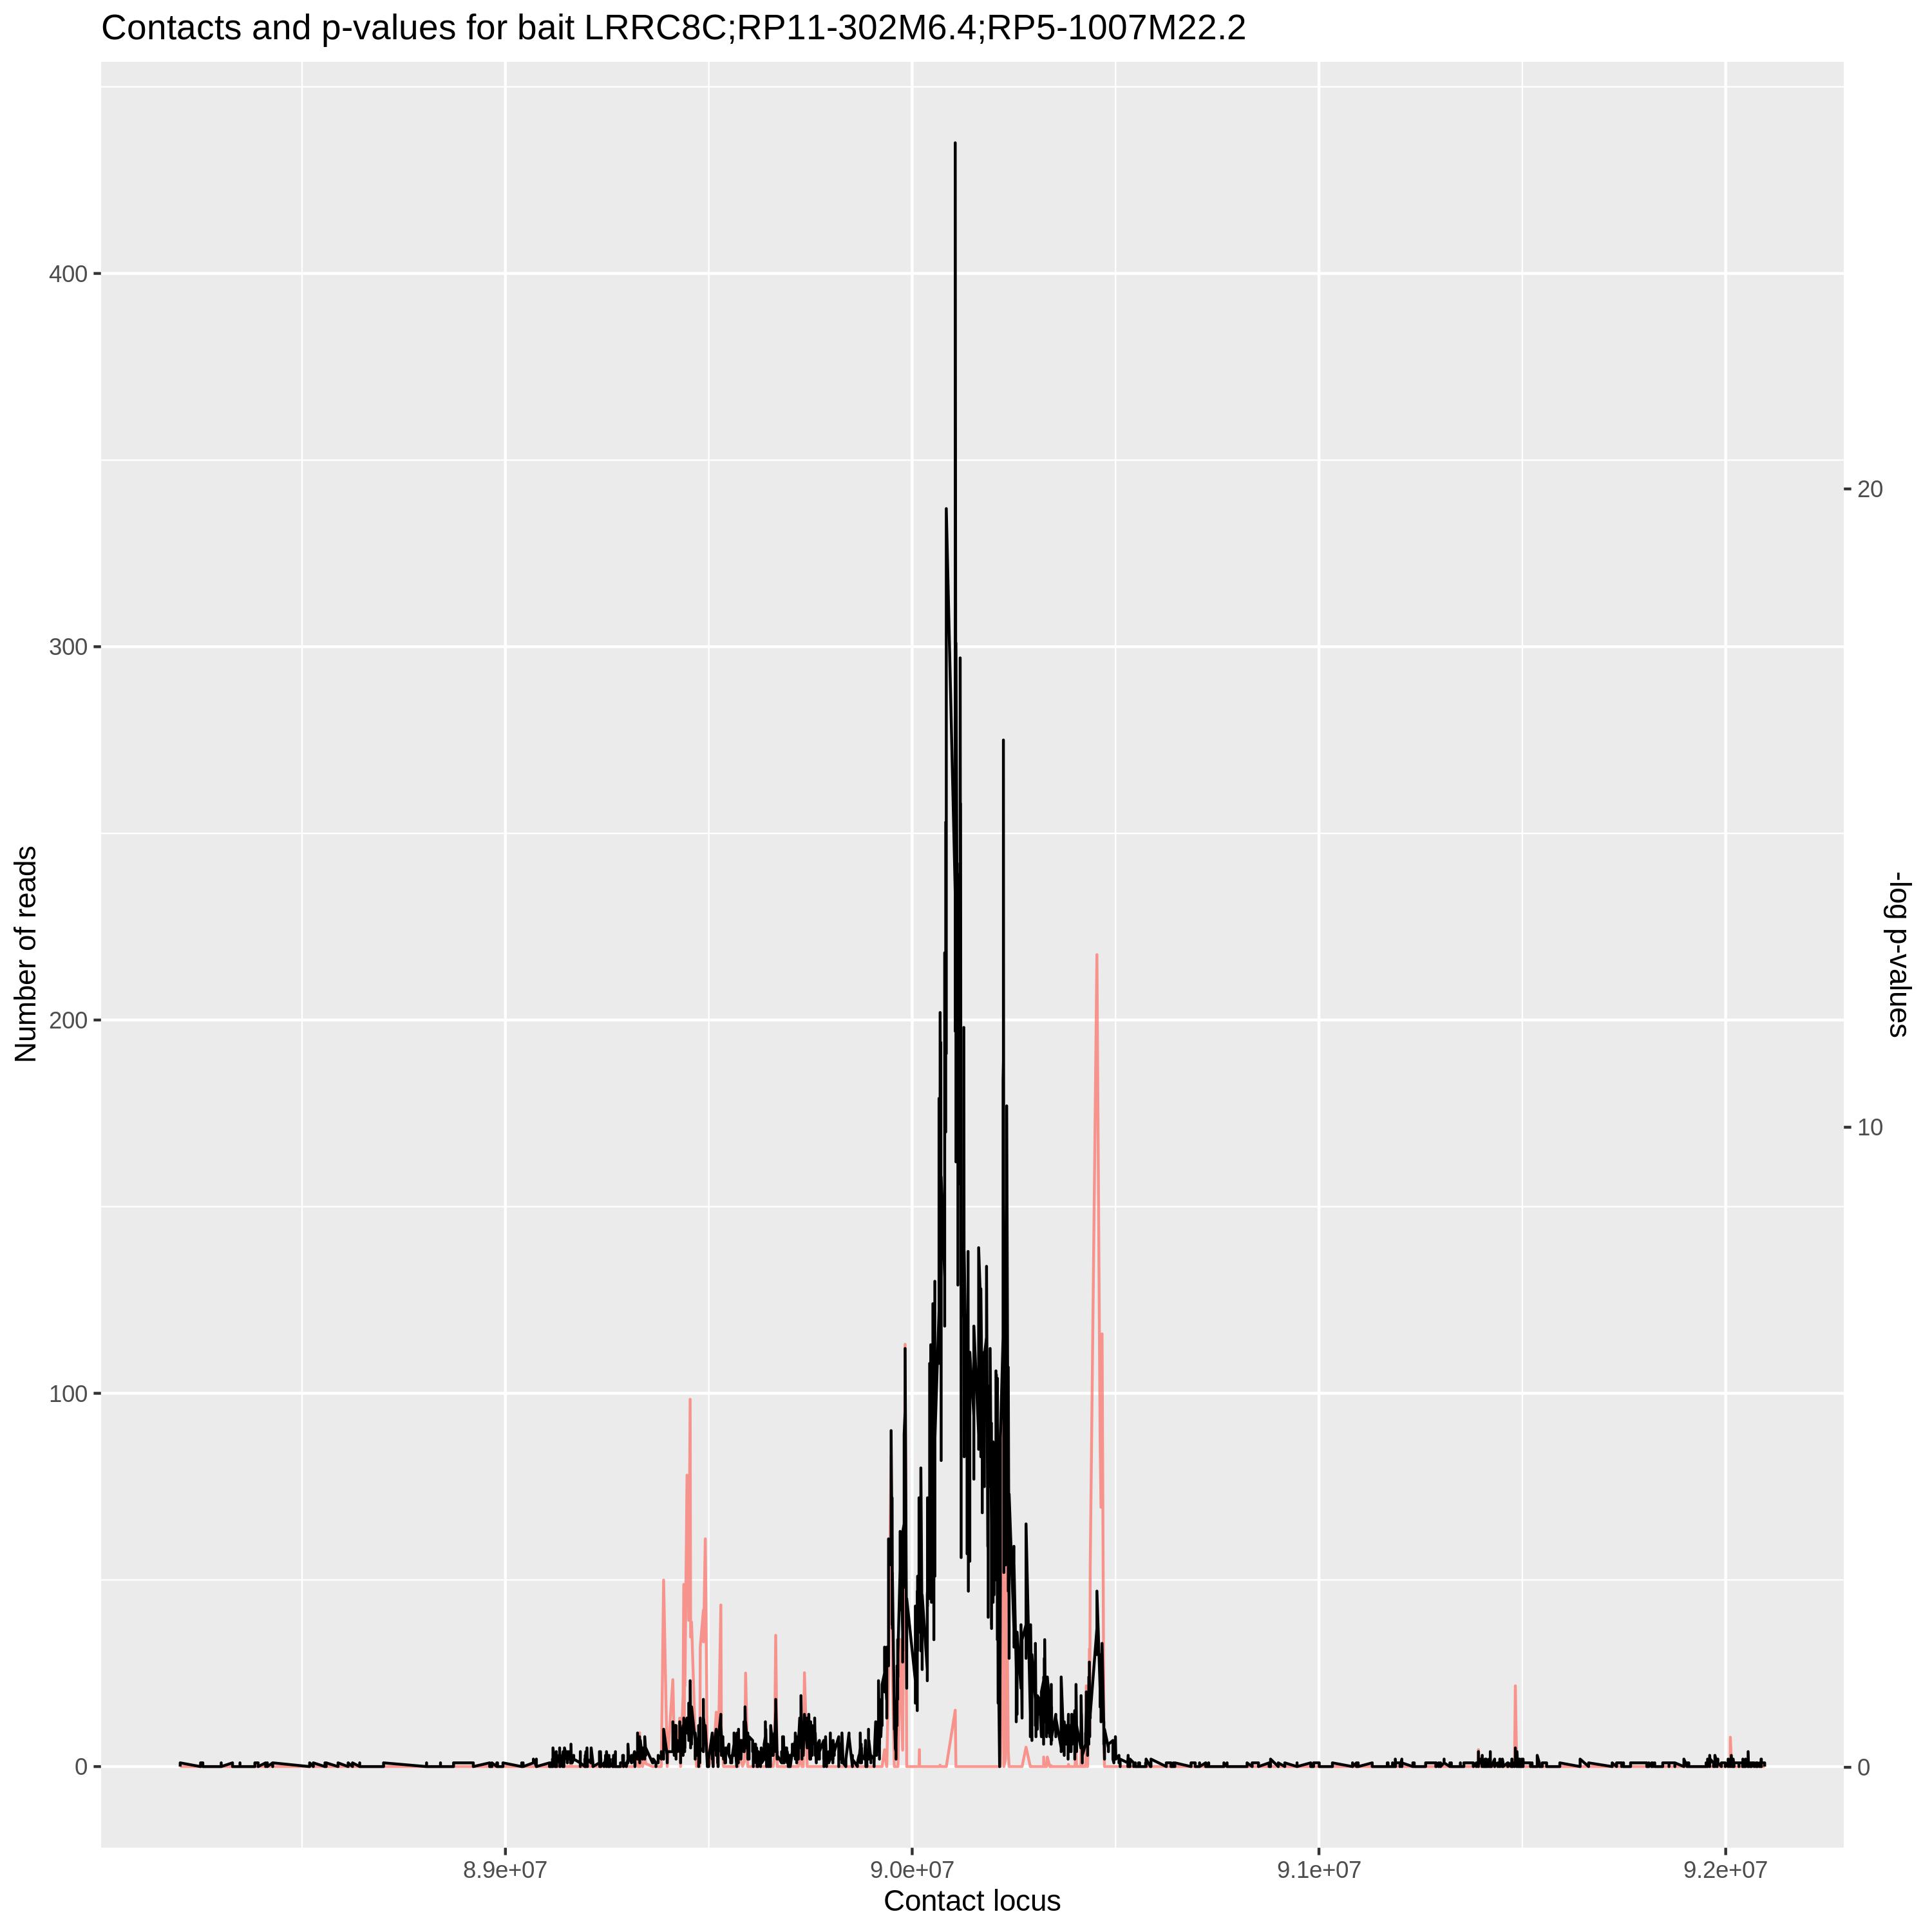 Contacts and p-values for bait LRRC8C;RP11-302M6.4;RP5-1007M22.2
400
300
200
100
0
Number of reads
20
10
0
-log p-values
8.9e+07
9.0e+07
9.1e+07
9.2e+07
Contact locus